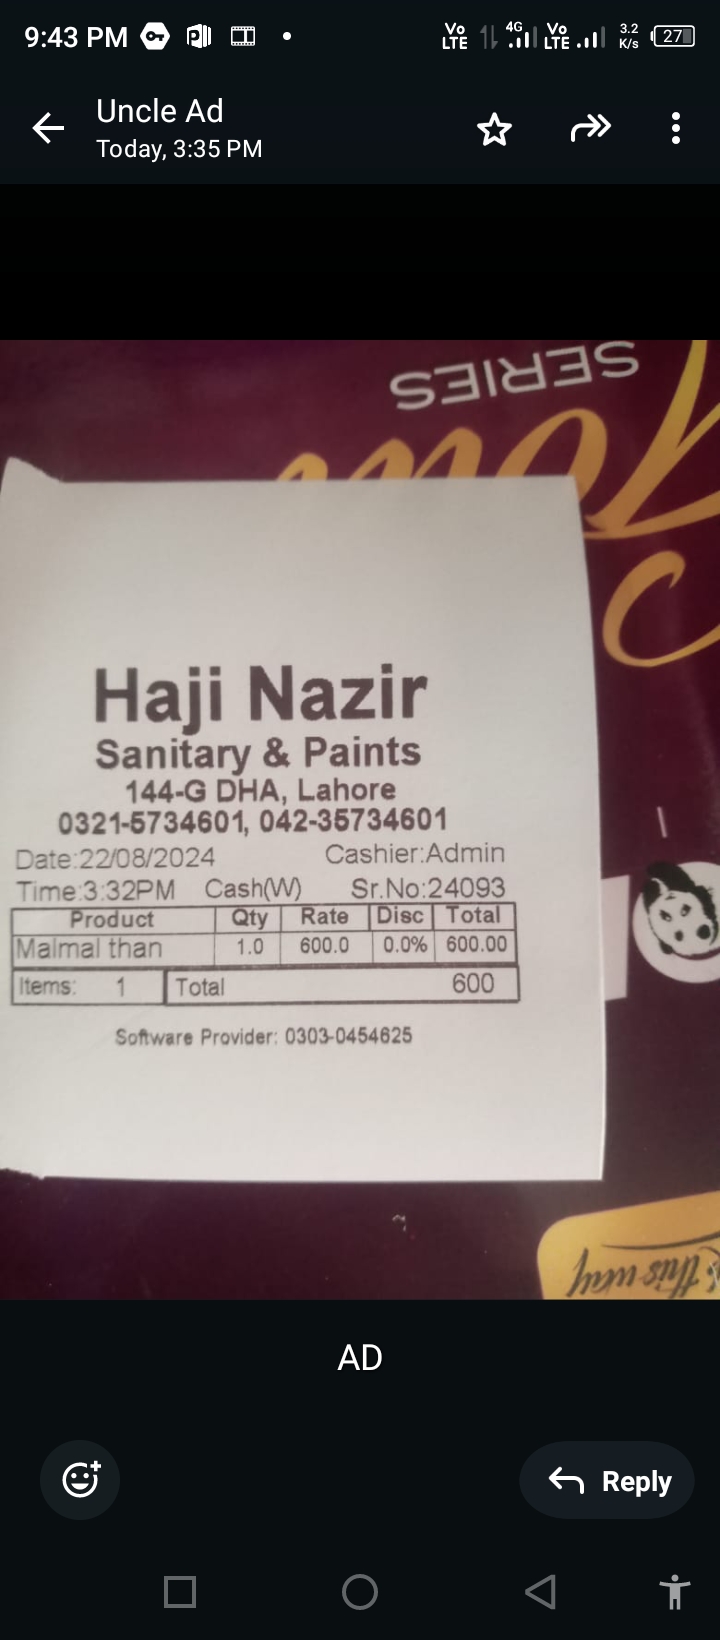 9:43 PM
Vo LTE 4G Vo LTE 3.2 K/s 27
Uncle Ad
Today, 3:35 PM
SERIES
Haji Nazir
Sanitary & Paints
144-G DHA, Lahore
0321-5734601, 042-35734601
Date:22/08/2024 Cashier:Admin
Time:3:32PM Cash(W) Sr.No:24093
Product Qty Rate Disc Total
Malmal than 1.0 600.0 0.0% 600.00
Items: 1 Total 600
Software Provider: 0303-0454625
this way
AD
Reply